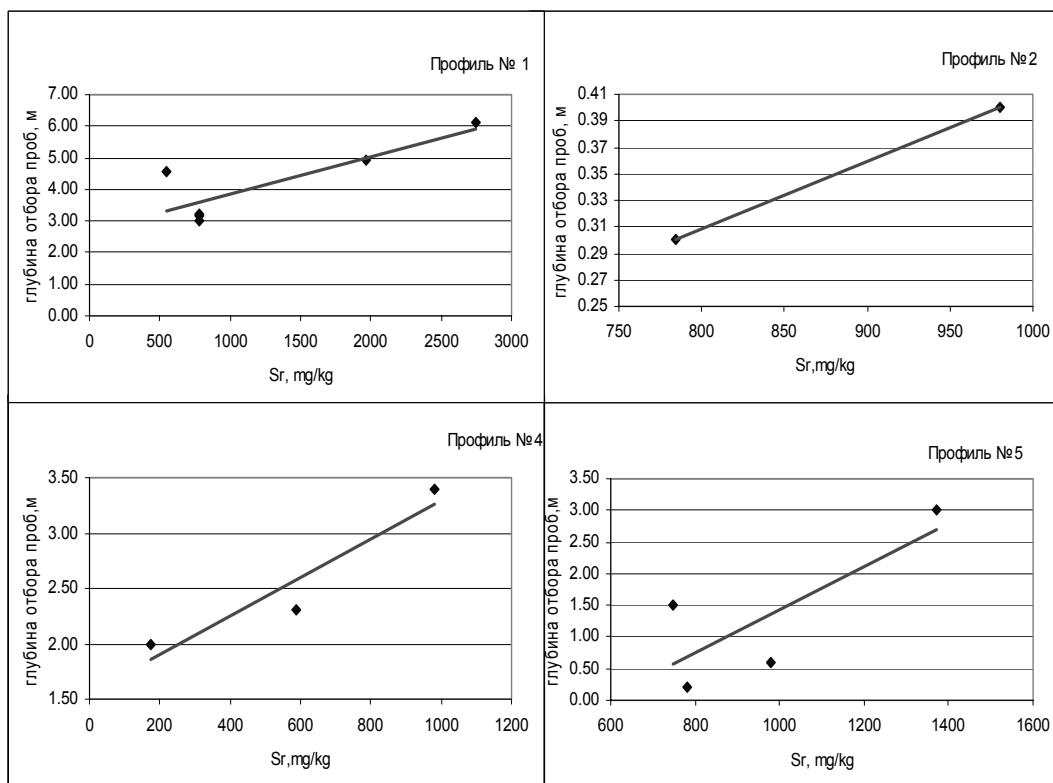 Профиль № 1
глубина отбора проб, м
7.00
6.00
5.00
4.00
3.00
2.00
1.00
0.00
0 500 1000 1500 2000 2500 3000
Sr, mg/kg
Профиль №2
глубина отбора проб, м
0.41
0.39
0.37
0.35
0.33
0.31
0.29
0.27
0.25
750 800 850 900 950 1000
Sr,mg/kg
Профиль №4
глубина отбора проб,м
3.50
3.00
2.50
2.00
1.50
0 200 400 600 800 1000 1200
Sr,mg/kg
Профиль №5
глубина отбора проб,м
3.50
3.00
2.50
2.00
1.50
1.00
0.50
0.00
600 800 1000 1200 1400 1600
Sr,mg/kg